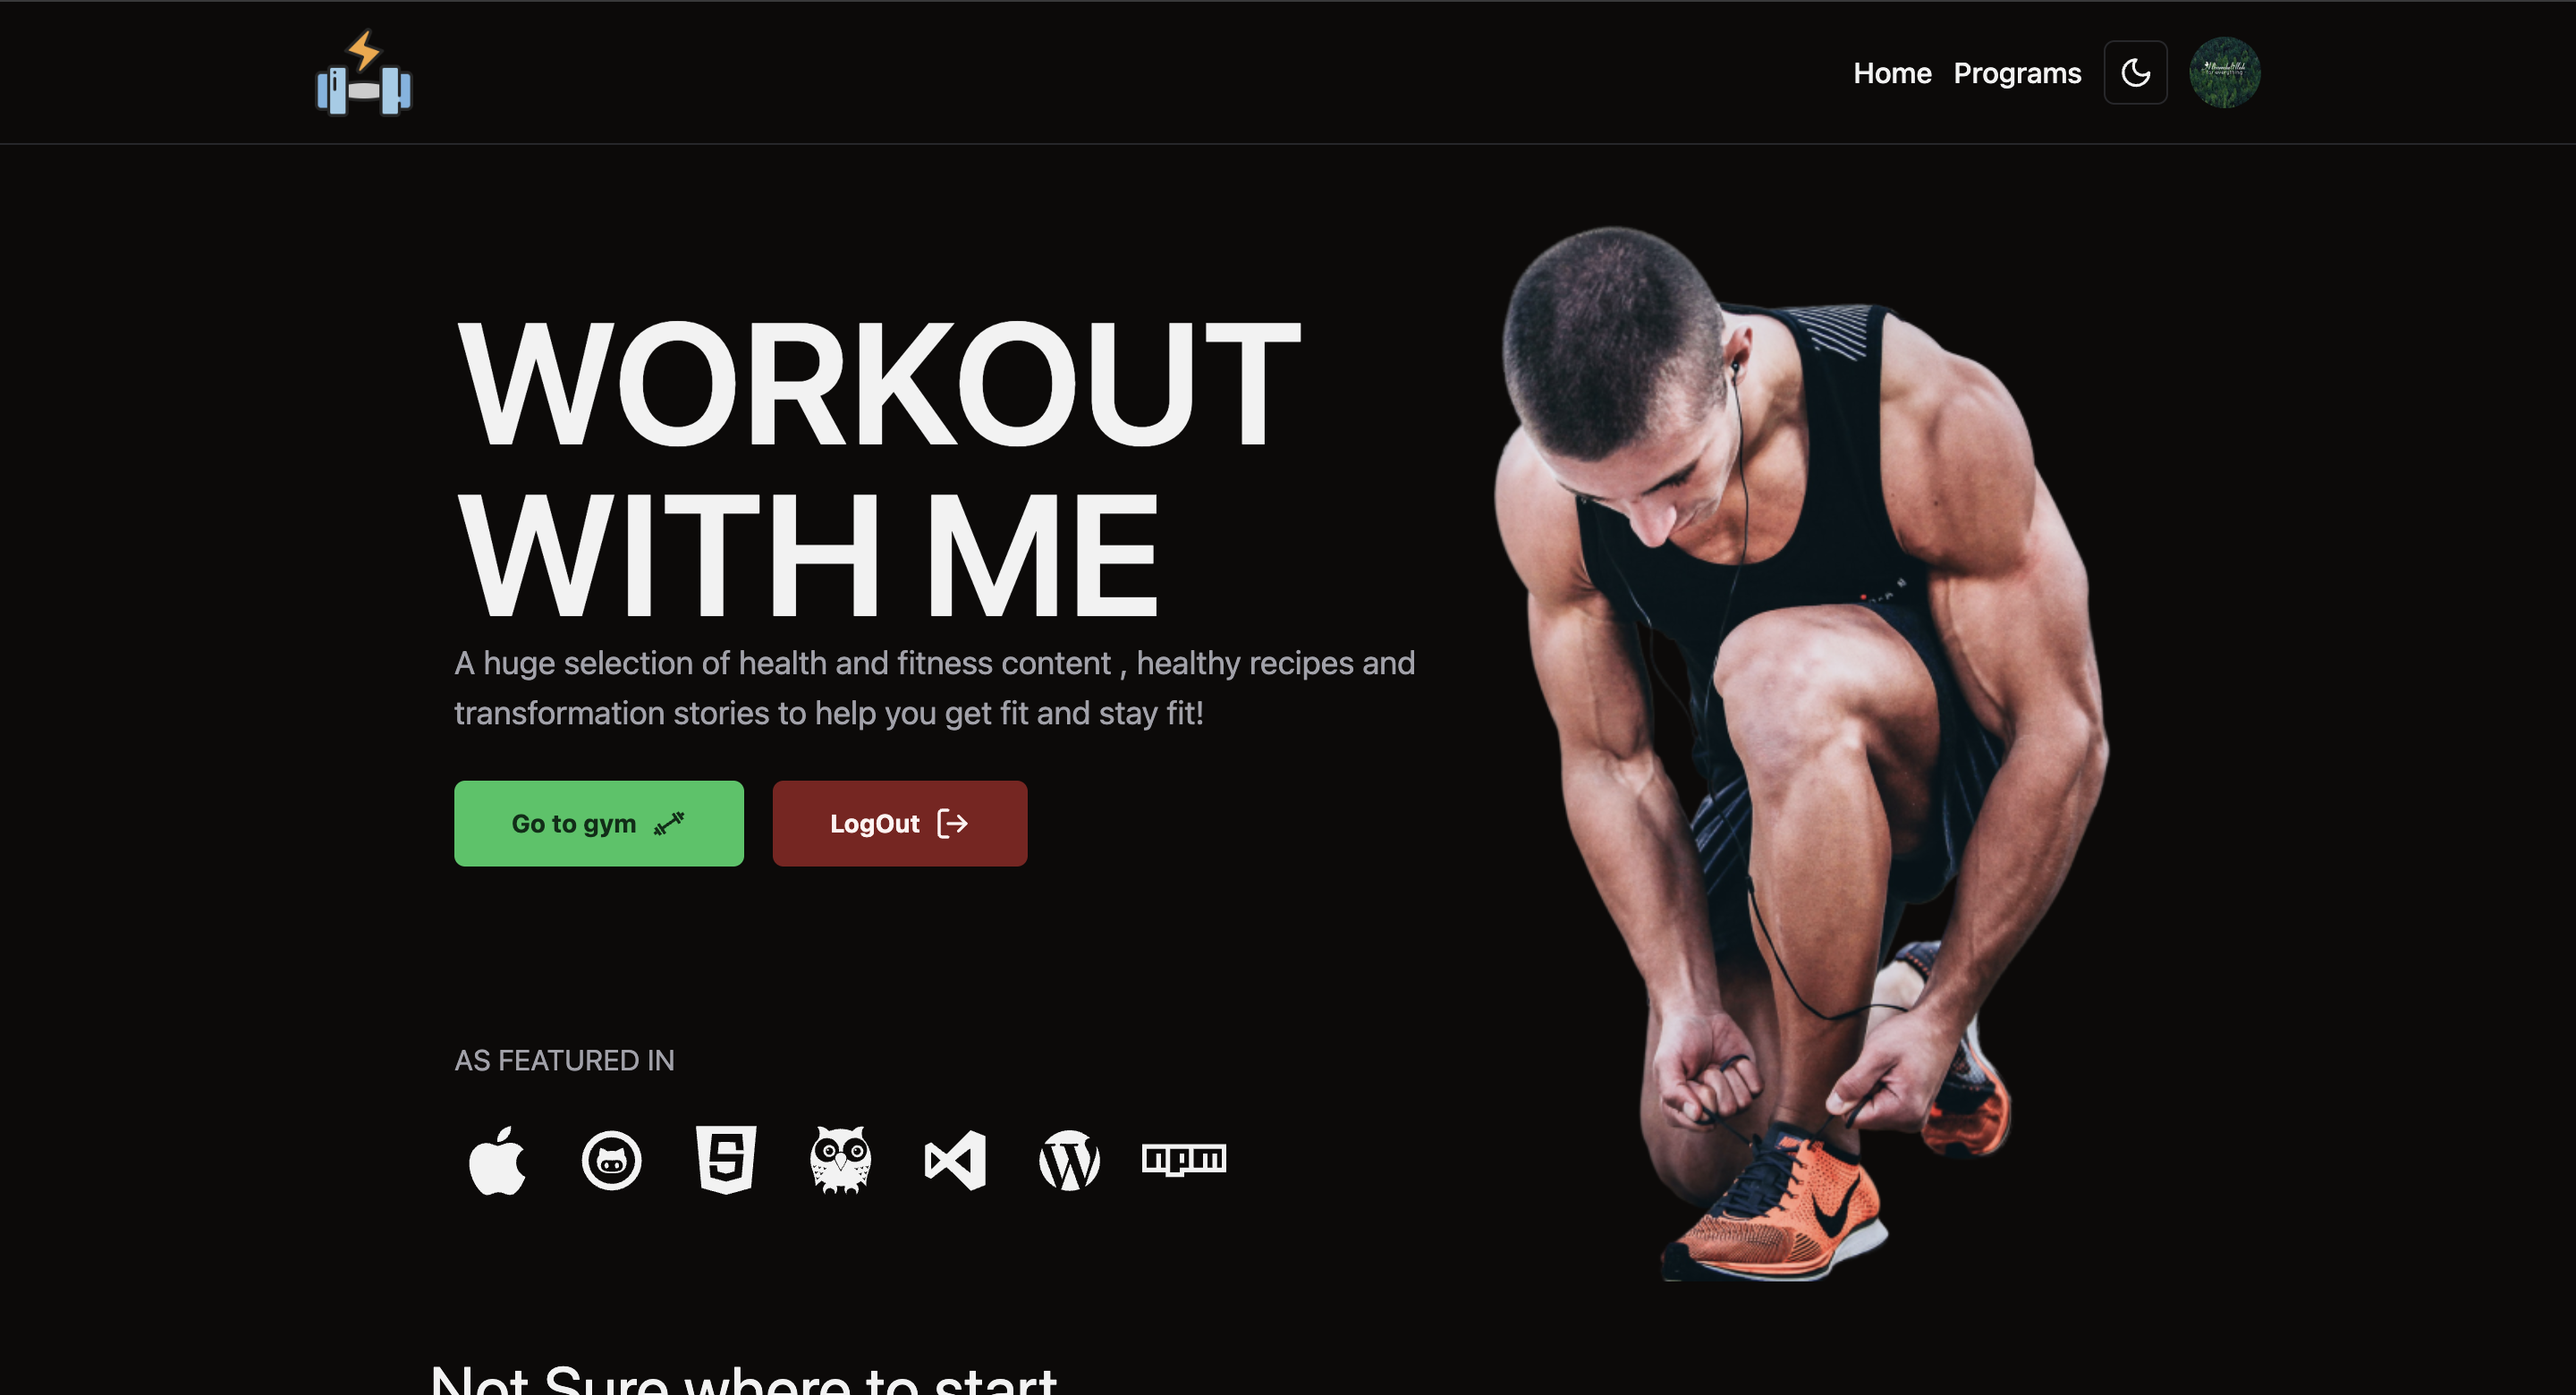 Home Programs
WORKOUT
WITH ME
A huge selection of health and fitness content , healthy recipes and
transformation stories to help you get fit and stay fit!
Go to gym LogOut
AS FEATURED IN
npm
Not Sure where to start